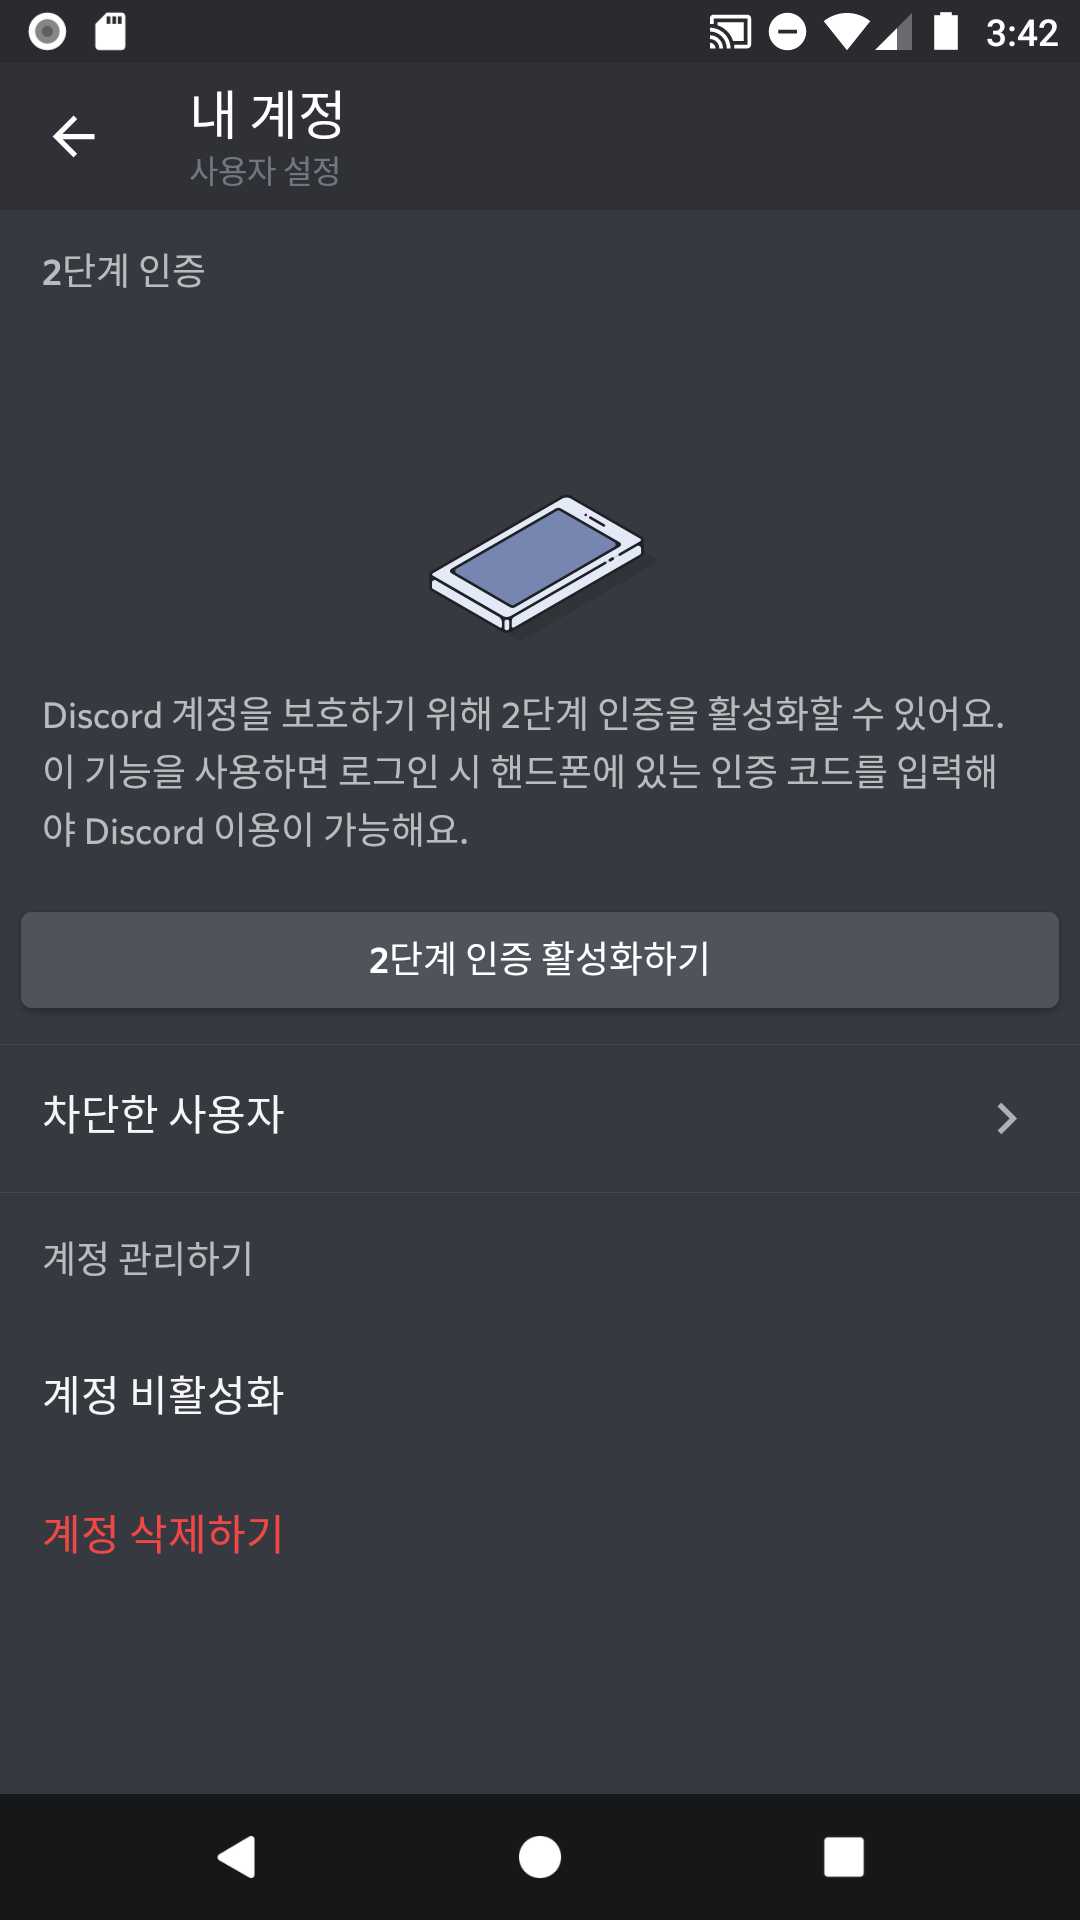 3:42
내 계정
사용자 설정
2단계 인증
Discord 계정을 보호하기 위해 2단계 인증을 활성화할 수 있어요.
이 기능을 사용하면 로그인 시 핸드폰에 있는 인증 코드를 입력해
야 Discord 이용이 가능해요.
2단계 인증 활성화하기
차단한 사용자
계정 관리하기
계정 비활성화
계정 삭제하기